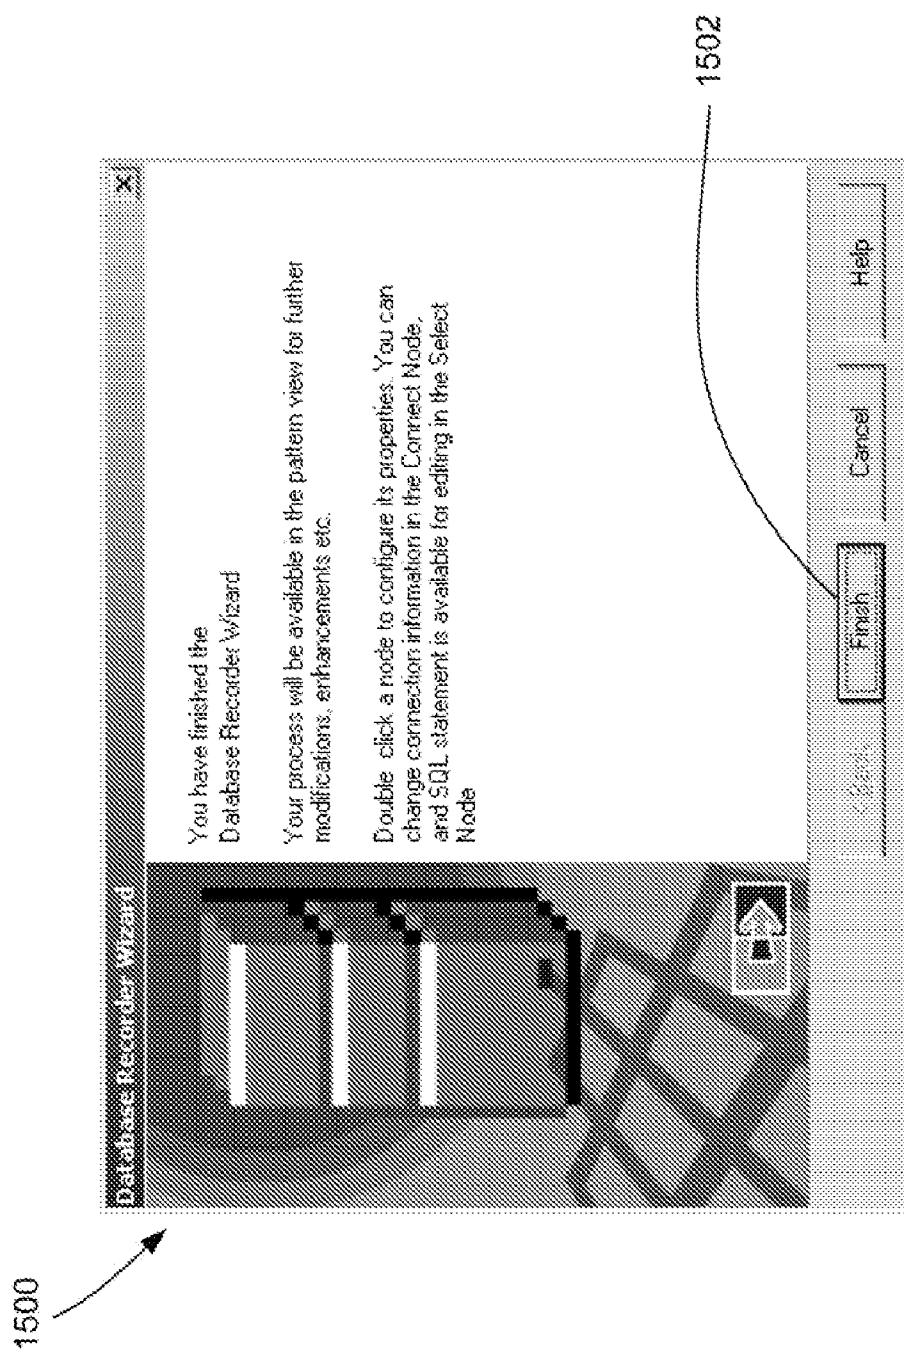 Database Recorder Wizard
You have finished the
Database Recorder Wizard
Your process will be available in the pattern view for further
modifications, enhancements etc.
Double click a node to configure its properties. You can
change connection information in the Connect Node,
and SQL statement is available for editing in the Select
Node
Finish
Cancel
Help
1500
1502